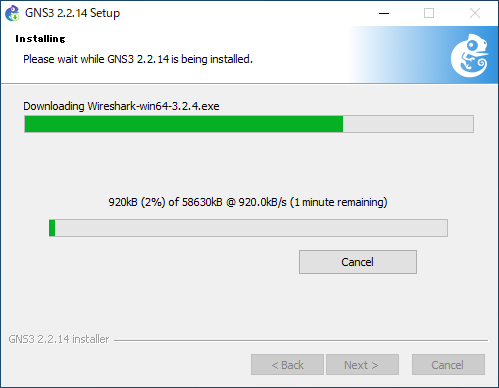 GNS3 2.2.14 Setup
Installing
Please wait while GNS3 2.2.14 is being installed.
Downloading Wireshark-win64-3.2.4.exe
920kB (2%) of 58630kB @ 920.0kB/s (1 minute remaining)
Cancel
GNS3 2.2.14 installer
< Back Next > Cancel